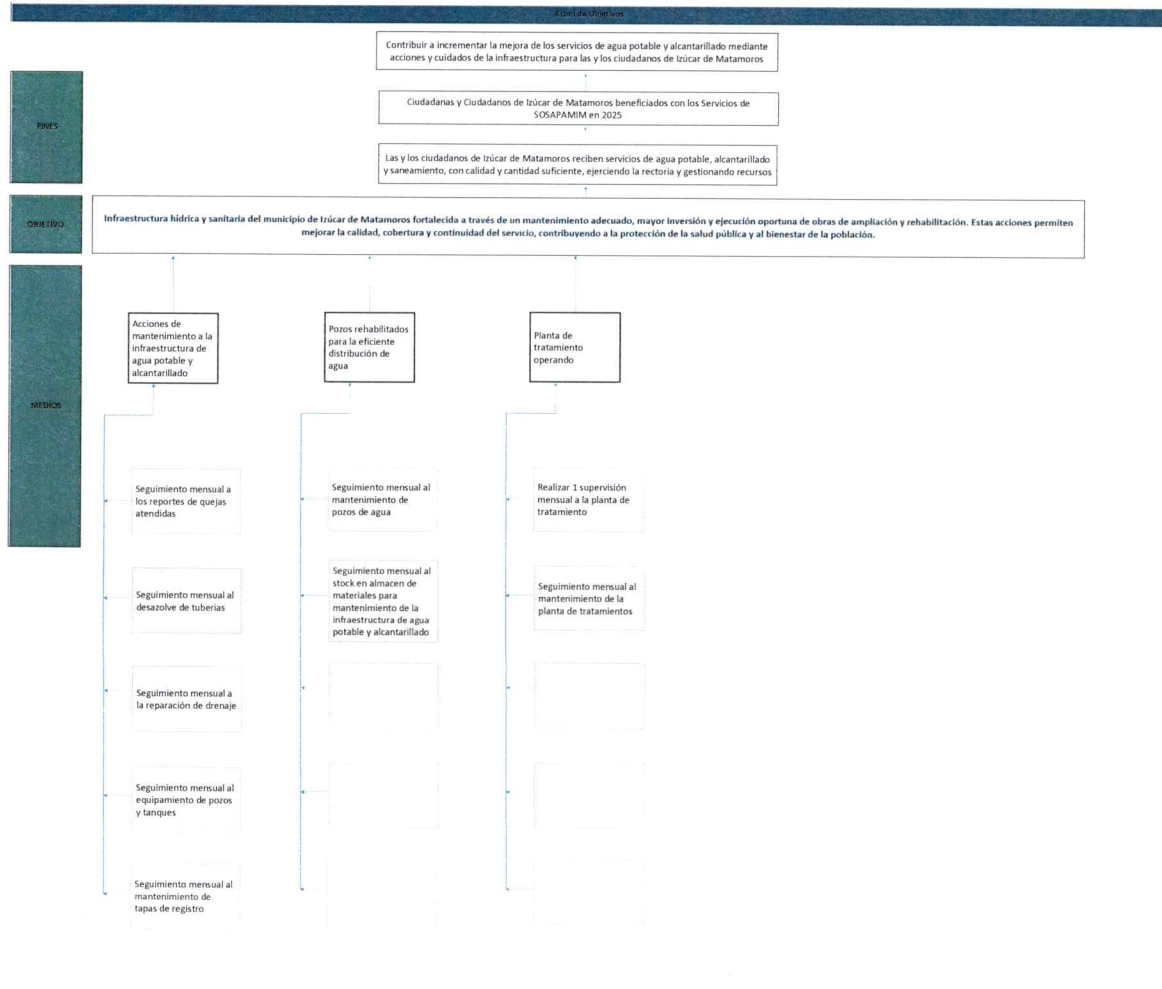 Árbol de Objetivos
Contribuir a incrementar la mejora de los servicios de agua potable y alcantarillado mediante
acciones y cuidados de la infraestructura para las y los ciudadanos de Izúcar de Matamoros
FINES
Ciudadanas y Ciudadanos de Izúcar de Matamoros beneficiados con los Servicios de
SOSAPAMIM en 2025
Las y los ciudadanos de Izúcar de Matamoros reciben servicios de agua potable, alcantarillado
y saneamiento, con calidad y cantidad suficiente, ejerciendo la rectoria y gestionando recursos
OBJETIVO
Infraestructura hídrica y sanitaria del municipio de Izúcar de Matamoros fortalecida a través de un mantenimiento adecuado, mayor inversión y ejecución oportuna de obras de ampliación y rehabilitación. Estas acciones permiten
mejorar la calidad, cobertura y continuidad del servicio, contribuyendo a la protección de la salud pública y al bienestar de la población.
MEDIOS
Acciones de
mantenimiento a la
infraestructura de
agua potable y
alcantarillado
Seguimiento mensual a
los reportes de quejas
atendidas
Seguimiento mensual al
desazolve de tuberias
Seguimiento mensual a
la reparación de drenaje
Seguimiento mensual al
equipamiento de pozos
y tanques
Seguimiento mensual al
mantenimiento de
tapas de registro
Pozos rehabilitados
para la eficiente
distribución de
agua
Seguimiento mensual al
mantenimiento de
pozos de agua
Seguimiento mensual al
stock en almacen de
materiales para
mantenimiento de la
infraestructura de agua
potable y alcantarillado
Planta de
tratamiento
operando
Realizar 1 supervisión
mensual a la planta de
tratamiento
Seguimiento mensual al
mantenimiento de la
planta de tratamientos